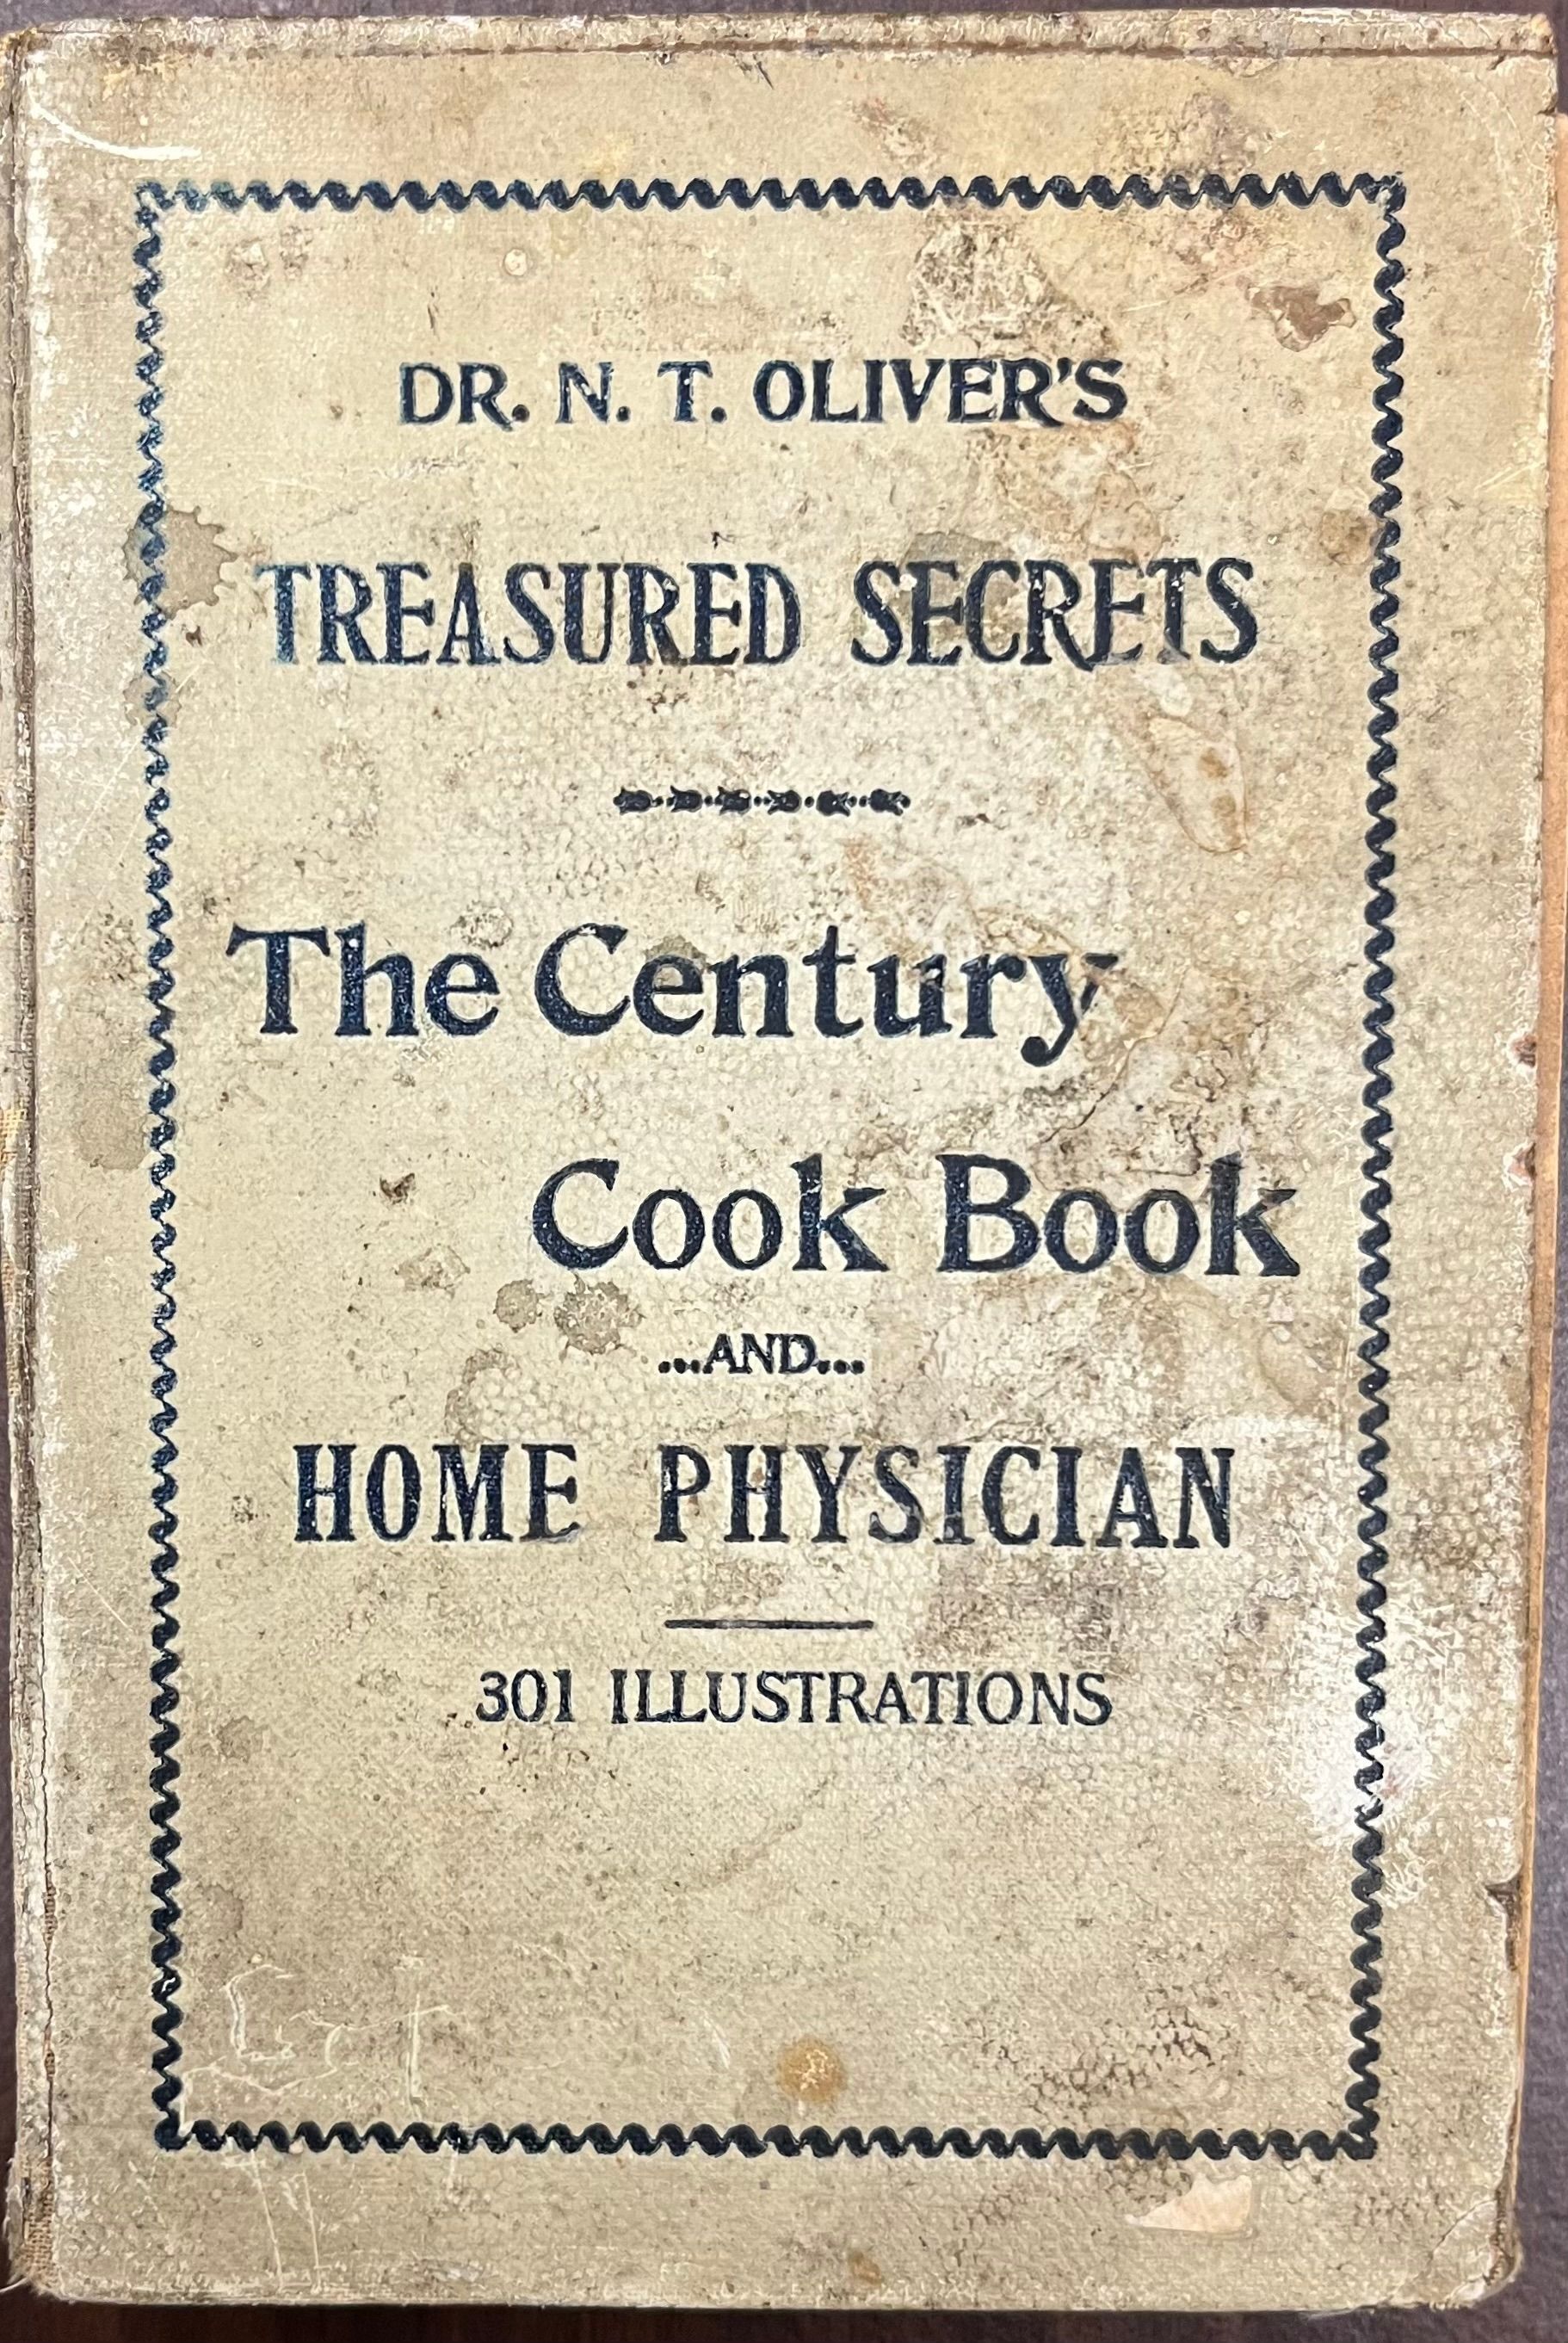 DR. N. T. OLIVER'S
TREASURED SECRETS
The Century
Cook Book
...AND...
HOME PHYSICIAN
301 ILLUSTRATIONS